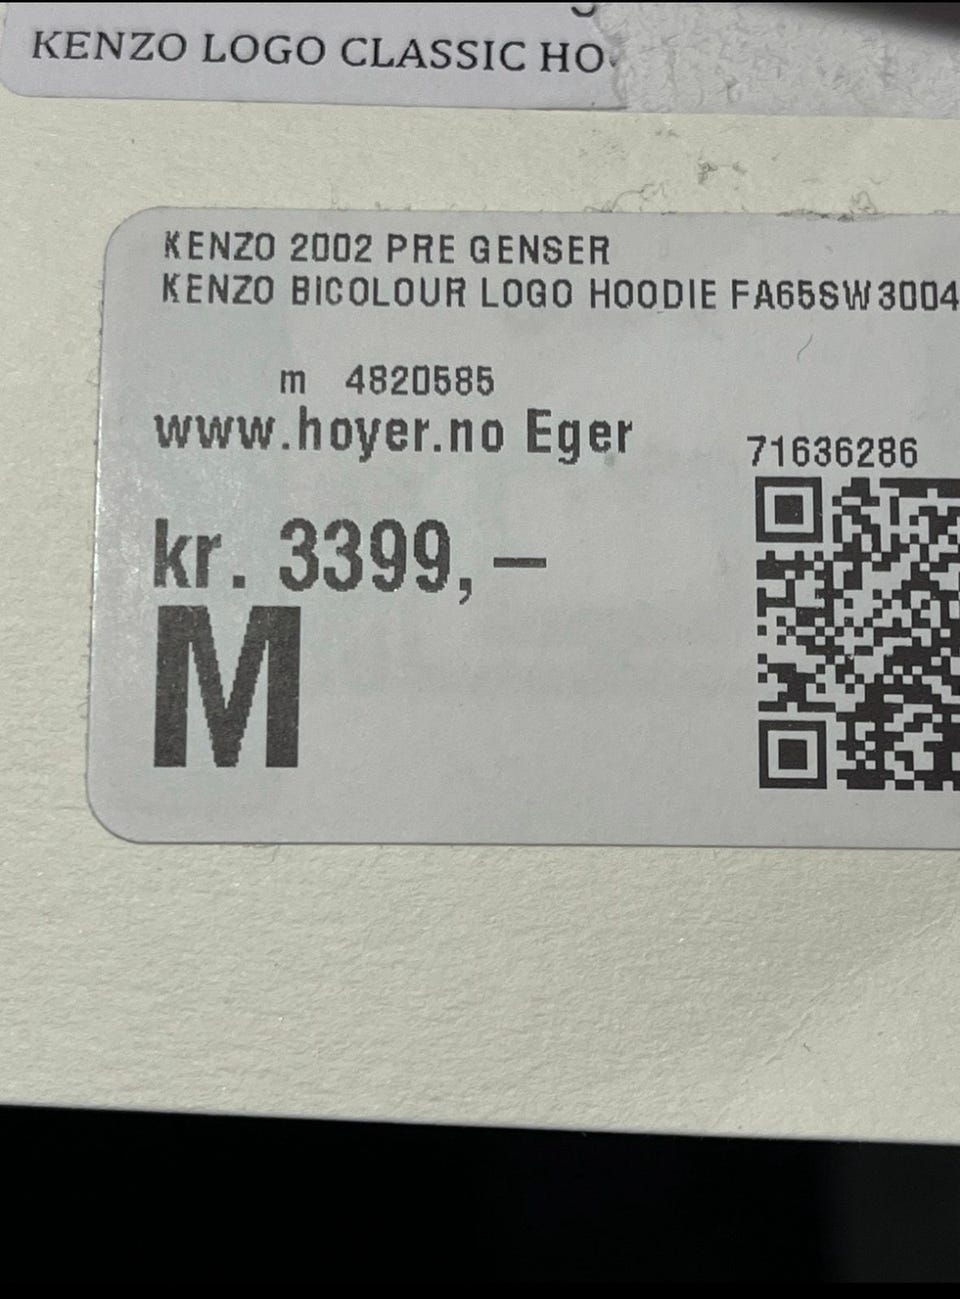 KENZO LOGO CLASSIC HO
KENZO 2002 PRE GENSER
KENZO BICOLOUR LOGO HOODIE FA65SW3004
m 4820585
www.hoyer.no Eger
71636286
kr. 3399,–
M